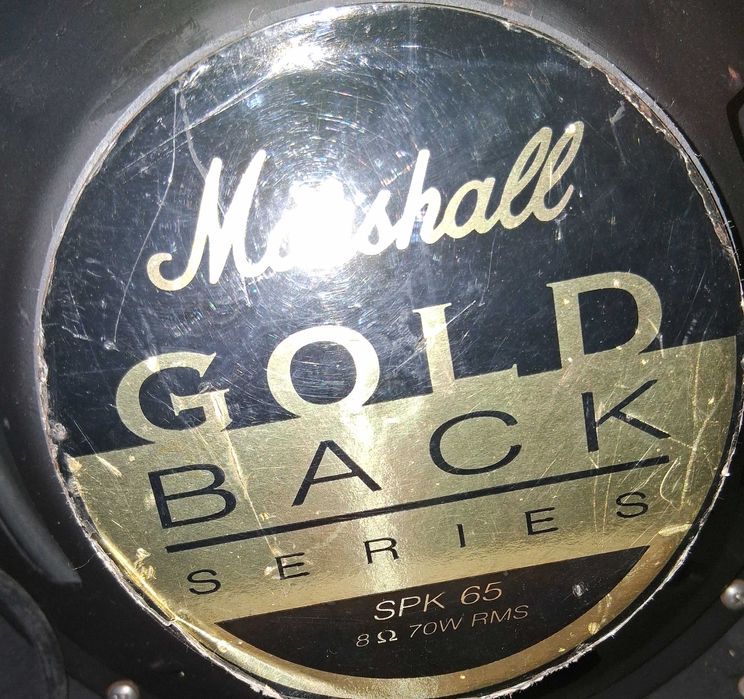 Marshall
GOLD
BACK
SERIES
SPK 65
8 Ω 70W RMS